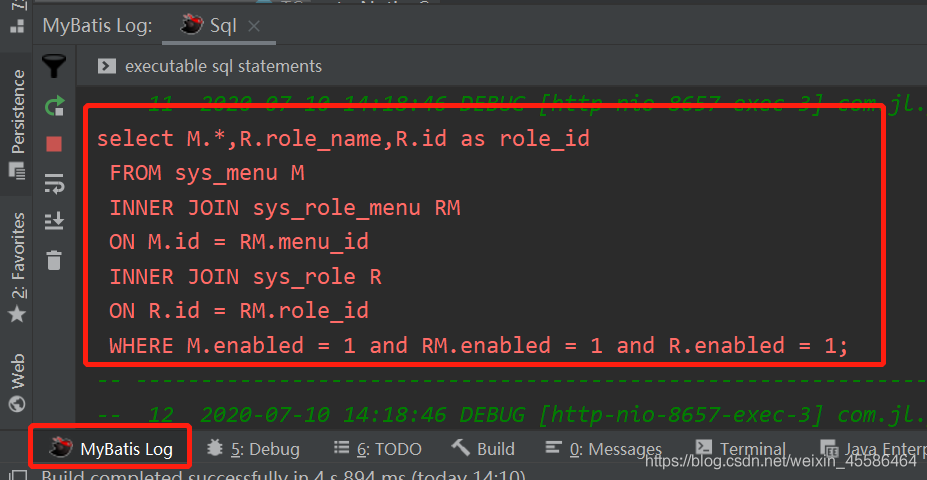 MyBatis Log:
Sql
executable sql statements
-- 11 2020-07-10 14:18:46 DEBUG [http-nio-8657-exec-3] com.jl.
select M.*,R.role_name,R.id as role_id
FROM sys_menu M
INNER JOIN sys_role_menu RM
ON M.id = RM.menu_id
INNER JOIN sys_role R
ON R.id = RM.role_id
WHERE M.enabled = 1 and RM.enabled = 1 and R.enabled = 1;
-- ----------------------------------------------------------------
-- 12 2020-07-10 14:18:46 DEBUG [http-nio-8657-exec-3] com.jl.
Persistence
2: Favorites
Web
MyBatis Log
5: Debug
6: TODO
Build
0: Messages
Terminal
Java Enterp
https://blog.csdn.net/weixin_45586464
Build completed successfully in 4 s 894 ms (today 14:10)